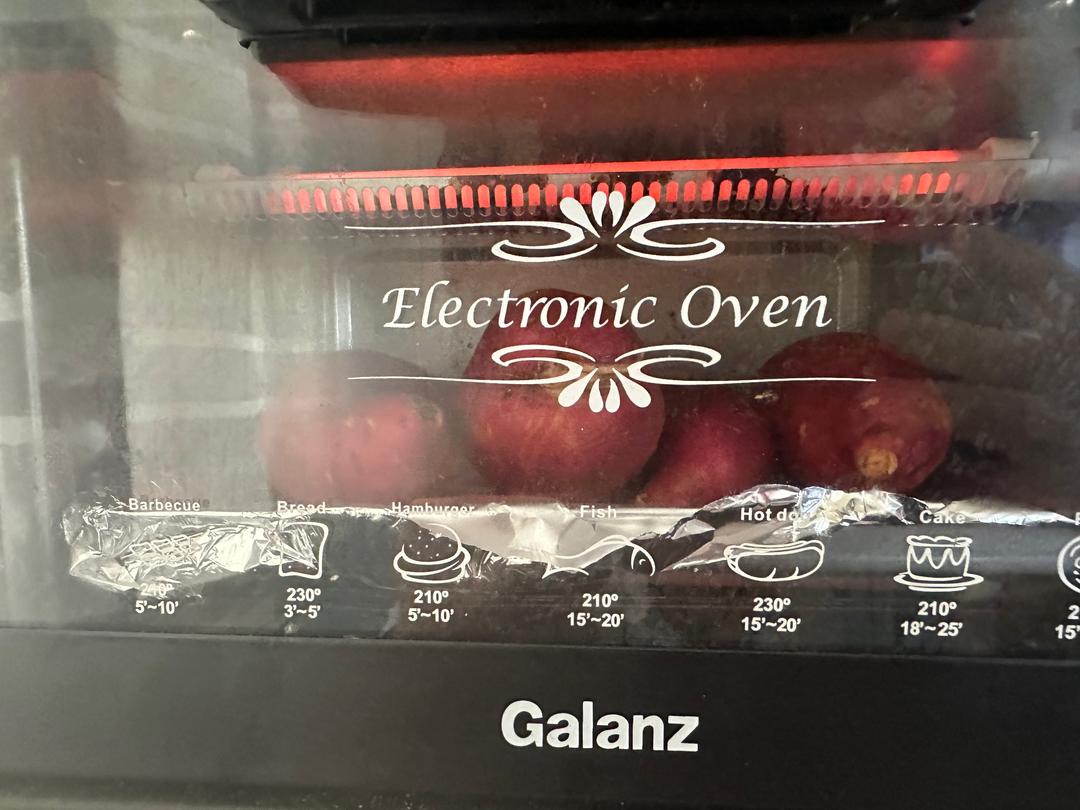 Electronic Oven
Barbecue Bread Hamburger Fish Hot do Cake
210° 230° 210° 210° 230° 210°
5'~10' 3'~5' 5'~10' 15'~20' 15'~20' 18'~25'
Galanz